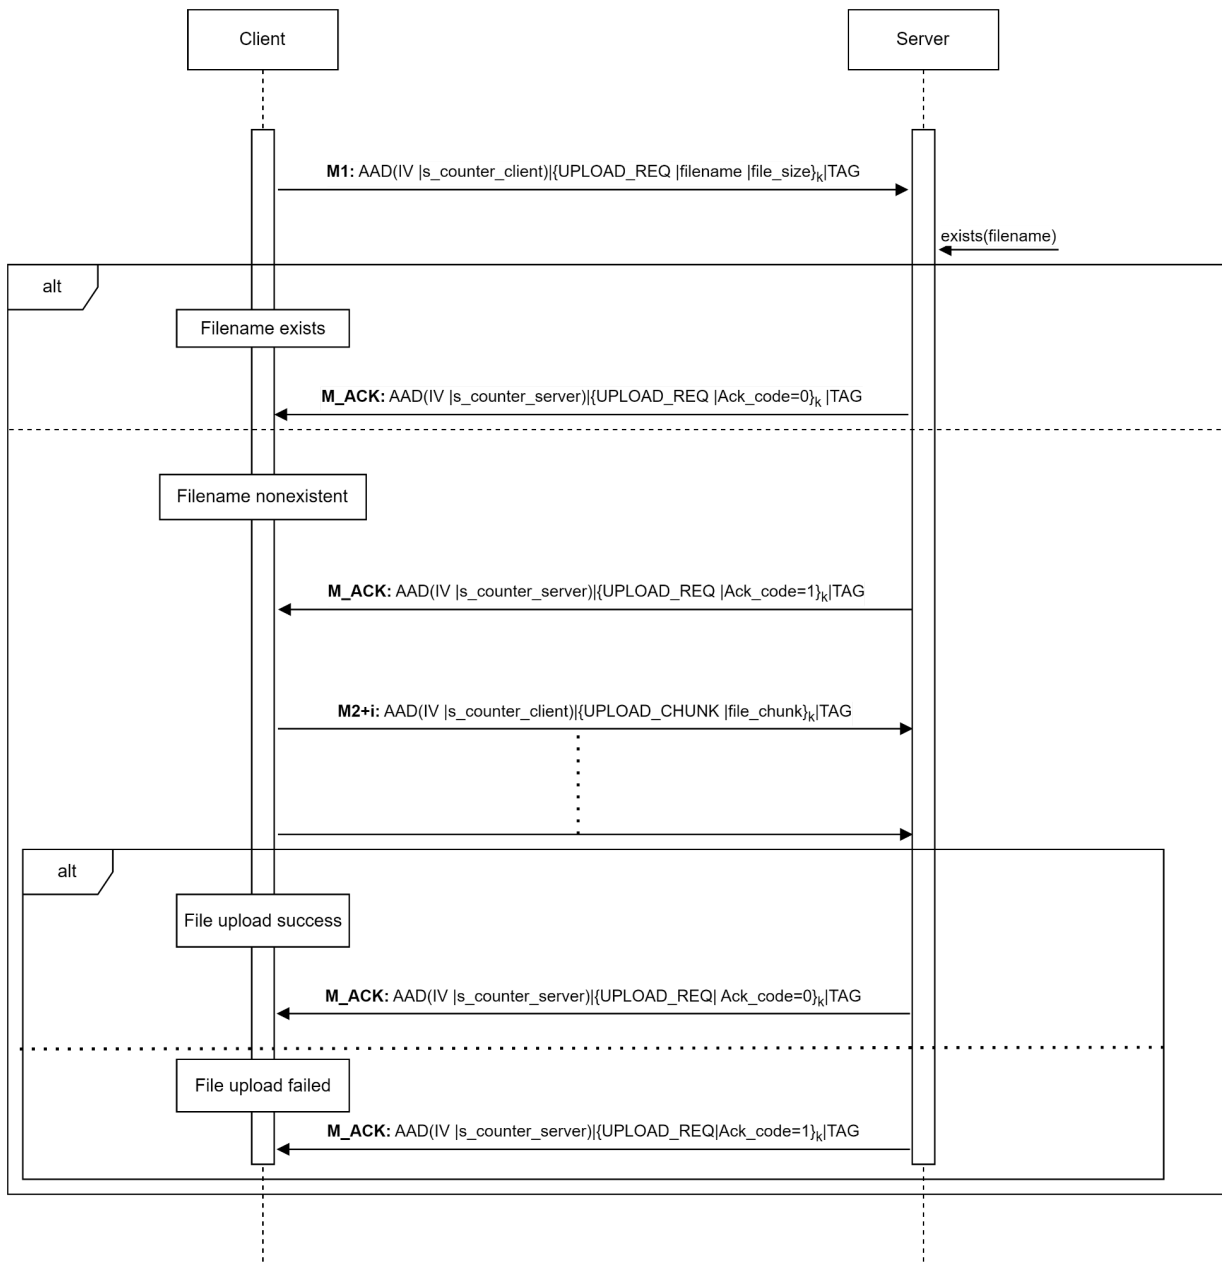 Client
Server
M1: AAD(IV |s_counter_client)|{UPLOAD_REQ |filename |file_size}k|TAG
exists(filename)
alt
Filename exists
M_ACK: AAD(IV |s_counter_server)|{UPLOAD_REQ |Ack_code=0}k |TAG
Filename nonexistent
M_ACK: AAD(IV |s_counter_server)|{UPLOAD_REQ |Ack_code=1}k|TAG
M2+i: AAD(IV |s_counter_client)|{UPLOAD_CHUNK |file_chunk}k|TAG
alt
File upload success
M_ACK: AAD(IV |s_counter_server)|{UPLOAD_REQ| Ack_code=0}k|TAG
File upload failed
M_ACK: AAD(IV |s_counter_server)|{UPLOAD_REQ|Ack_code=1}k|TAG